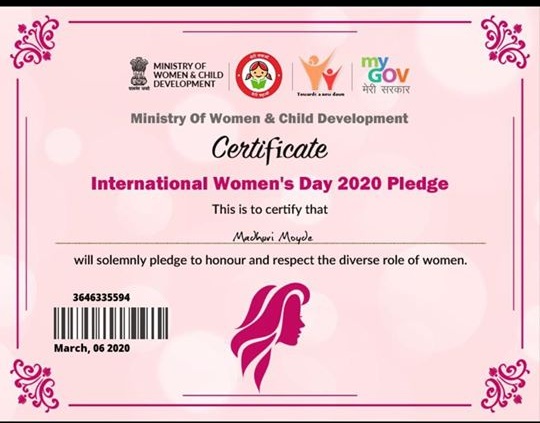 MINISTRY OF
WOMEN & CHILD
DEVELOPMENT
Towards a new dawn
my
GOV
मेरी सरकार
Ministry Of Women & Child Development
Certificate
International Women's Day 2020 Pledge
This is to certify that
Madhuri Moyde
will solemnly pledge to honour and respect the diverse role of women.
3646335594
March, 06 2020